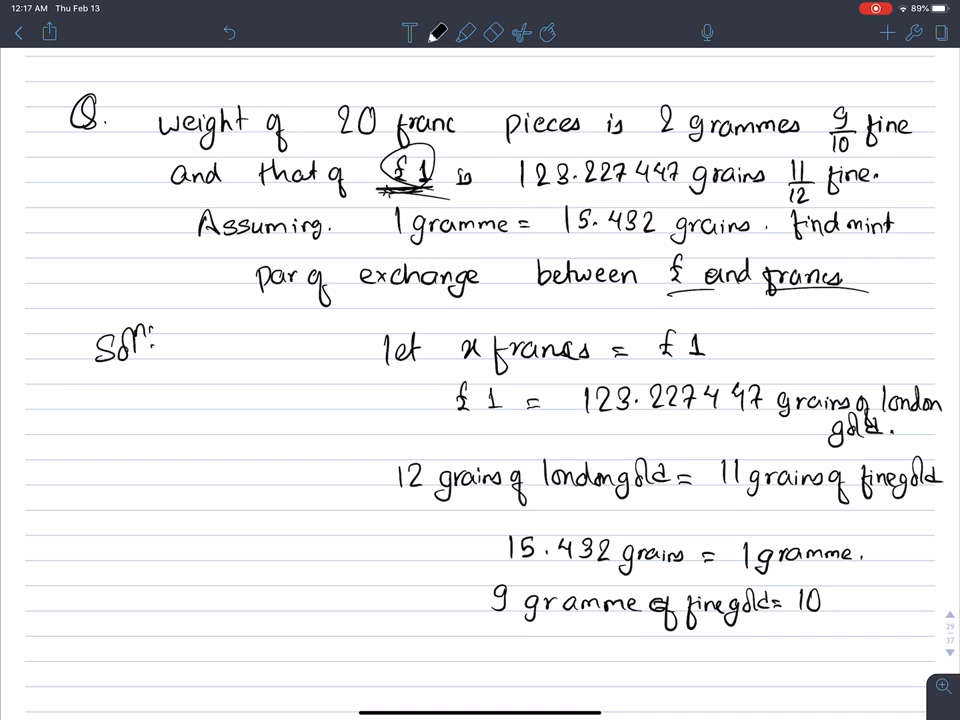 12:17 AM Thu Feb 13
89%
Q. weight of 20 franc pieces is 2 grammes 9/10 fine
and that of £1 is 123.227447 grains 11/12 fine.
Assuming. 1 gramme = 15.432 grains. find mint
par of exchange between £ and francs
Solⁿ: let x francs = £1
£1 = 123.227447 grains of london
gold.
12 grains of london gold = 11 grains of fine gold
15.432 grains = 1 gramme.
9 gramme of fine gold = 10
29
37